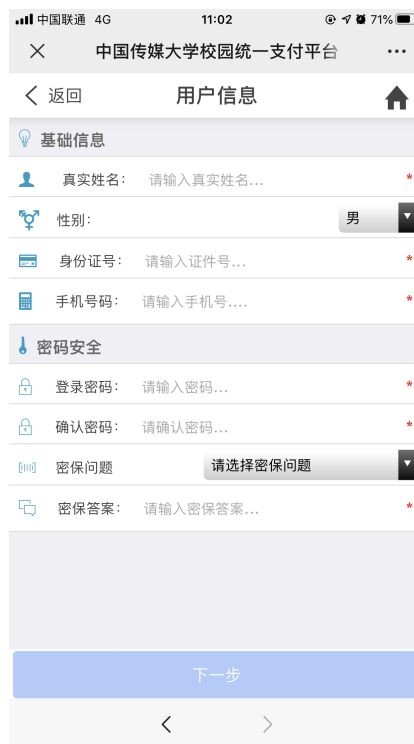 中国联通 4G 11:02 71%
中国传媒大学校园统一支付平台 ...
返回 用户信息
基础信息
真实姓名: 请输入真实姓名... *
性别: 男
身份证号: 请输入证件号... *
手机号码: 请输入手机号.... *
密码安全
登录密码: 请输入密码... *
确认密码: 请确认密码... *
密保问题 请选择密保问题
密保答案: 请输入密保答案... *
下一步